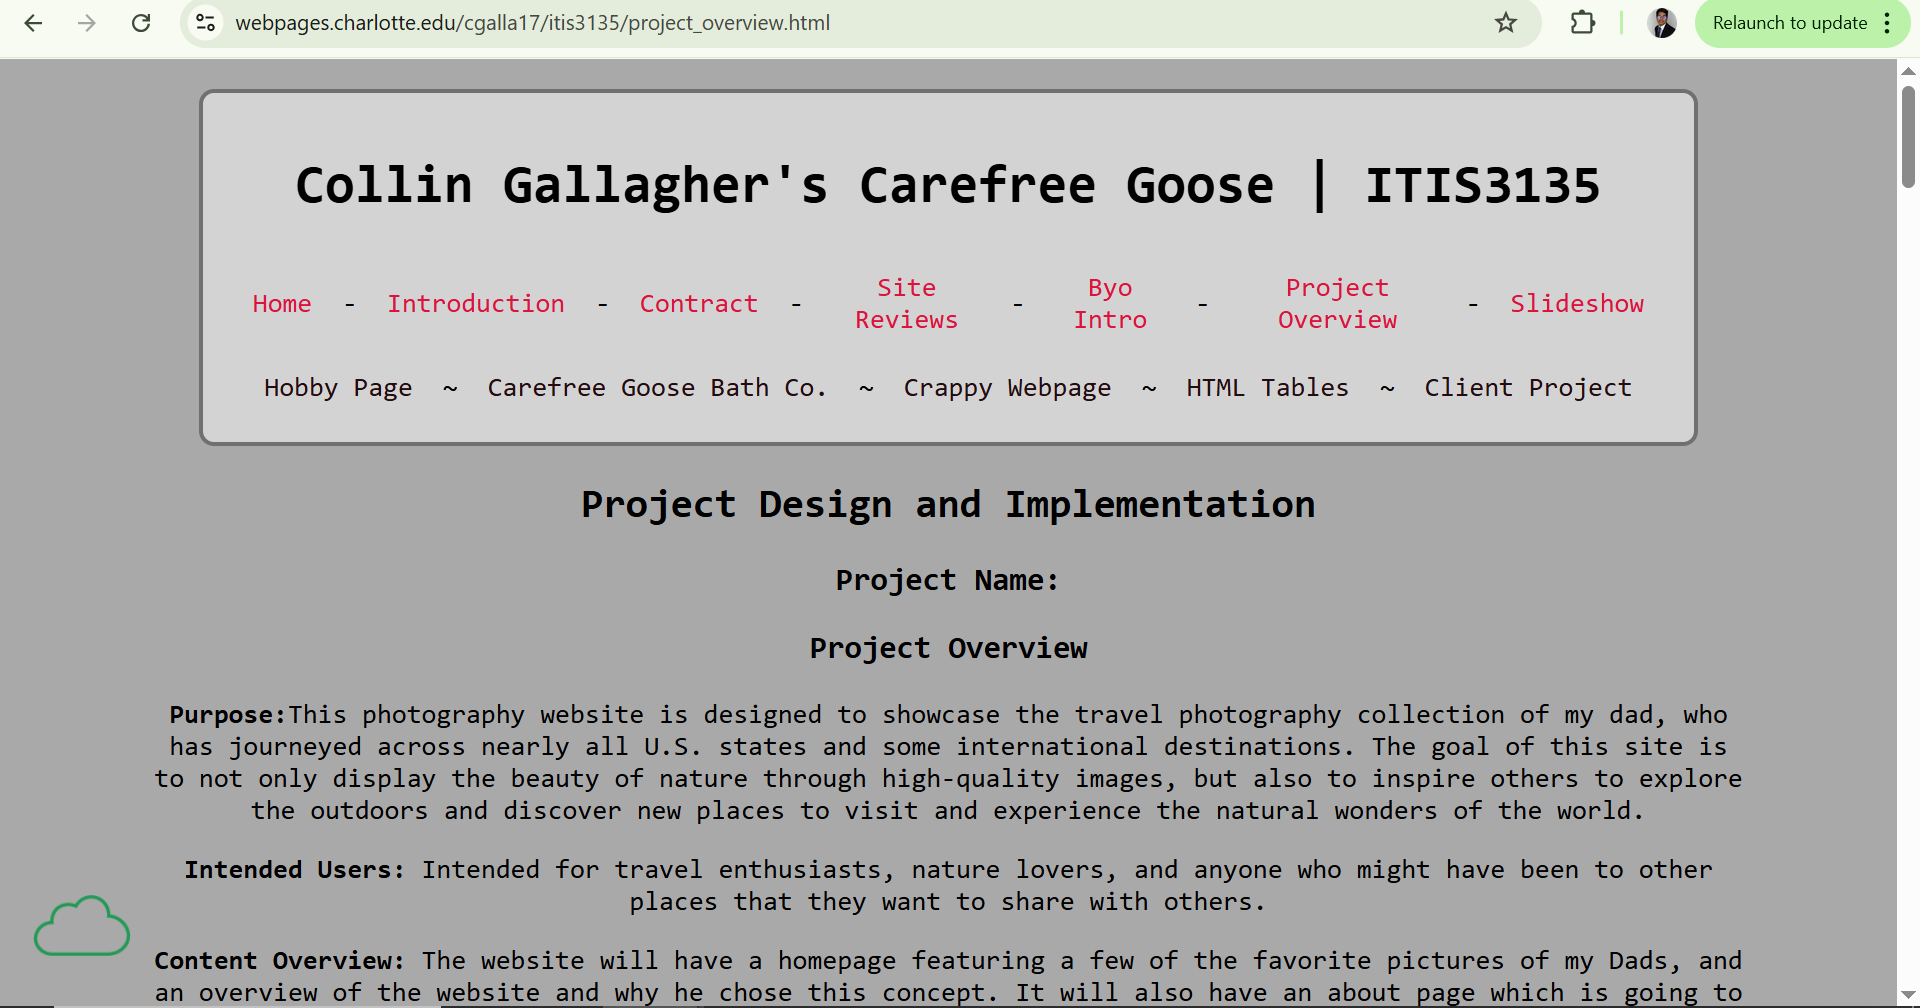 webpages.charlotte.edu/cgalla17/itis3135/project_overview.html
Relaunch to update
Collin Gallagher's Carefree Goose | ITIS3135
Home - Introduction - Contract - Site Reviews - Byo Intro - Project Overview - Slideshow
Hobby Page ~ Carefree Goose Bath Co. ~ Crappy Webpage ~ HTML Tables ~ Client Project
Project Design and Implementation
Project Name:
Project Overview
Purpose:This photography website is designed to showcase the travel photography collection of my dad, who
has journeyed across nearly all U.S. states and some international destinations. The goal of this site is
to not only display the beauty of nature through high-quality images, but also to inspire others to explore
the outdoors and discover new places to visit and experience the natural wonders of the world.
Intended Users: Intended for travel enthusiasts, nature lovers, and anyone who might have been to other
places that they want to share with others.
Content Overview: The website will have a homepage featuring a few of the favorite pictures of my Dads, and
an overview of the website and why he chose this concept. It will also have an about page which is going to